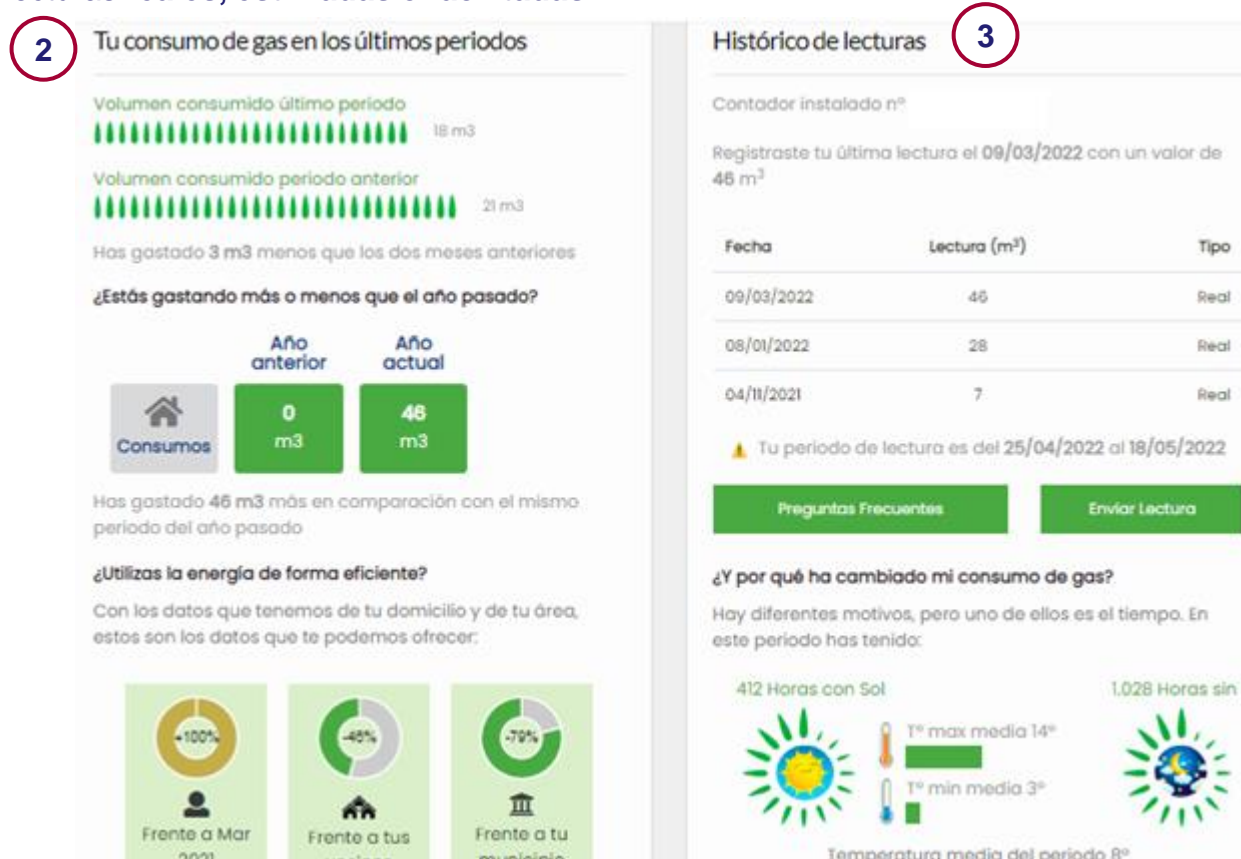 2
Tu consumo de gas en los últimos periodos
Volumen consumido último periodo
18 m3
Volumen consumido periodo anterior
21 m3
Has gastado 3 m3 menos que los dos meses anteriores
¿Estás gastando más o menos que el año pasado?
Año anterior
Año actual
Consumos
0 m3
46 m3
Has gastado 46 m3 más en comparación con el mismo
periodo del año pasado
¿Utilizas la energía de forma eficiente?
Con los datos que tenemos de tu domicilio y de tu área,
estos son los datos que te podemos ofrecer:
+100%
-46%
-79%
Frente a Mar
Frente a tus
Frente a tu
municipio
Histórico de lecturas
3
Contador instalado nº
Registraste tu última lectura el 09/03/2022 con un valor de
46 m³
Fecha Lectura (m³) Tipo
09/03/2022 46 Real
08/01/2022 28 Real
04/11/2021 7 Real
Tu periodo de lectura es del 25/04/2022 al 18/05/2022
Preguntas Frecuentes
Enviar Lectura
¿Y por qué ha cambiado mi consumo de gas?
Hay diferentes motivos, pero uno de ellos es el tiempo. En
este periodo has tenido:
412 Horas con Sol
1.028 Horas sin
Tº max media 14º
Tº min media 3º
Temperatura media del periodo 8º